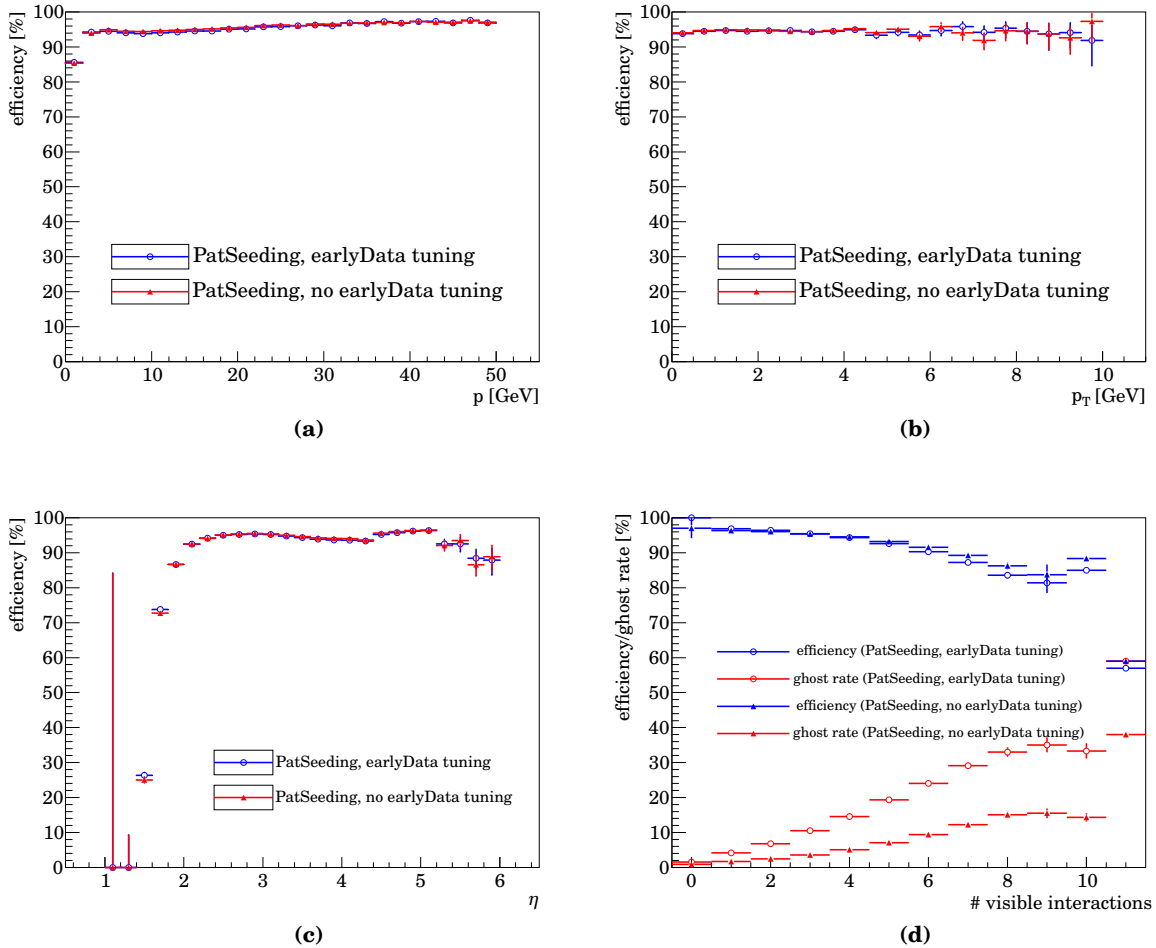 efficiency [%]
100
90
80
70
60
50
40
30
20
10
0
PatSeeding, earlyData tuning
PatSeeding, no earlyData tuning
0 10 20 30 40 50
p [GeV]
(a)
efficiency [%]
100
90
80
70
60
50
40
30
20
10
0
PatSeeding, earlyData tuning
PatSeeding, no earlyData tuning
0 2 4 6 8 10
p_T [GeV]
(b)
efficiency [%]
100
90
80
70
60
50
40
30
20
10
0
PatSeeding, earlyData tuning
PatSeeding, no earlyData tuning
1 2 3 4 5 6
η
(c)
efficiency/ghost rate [%]
100
90
80
70
60
50
40
30
20
10
0
efficiency (PatSeeding, earlyData tuning)
ghost rate (PatSeeding, earlyData tuning)
efficiency (PatSeeding, no earlyData tuning)
ghost rate (PatSeeding, no earlyData tuning)
0 2 4 6 8 10
# visible interactions
(d)